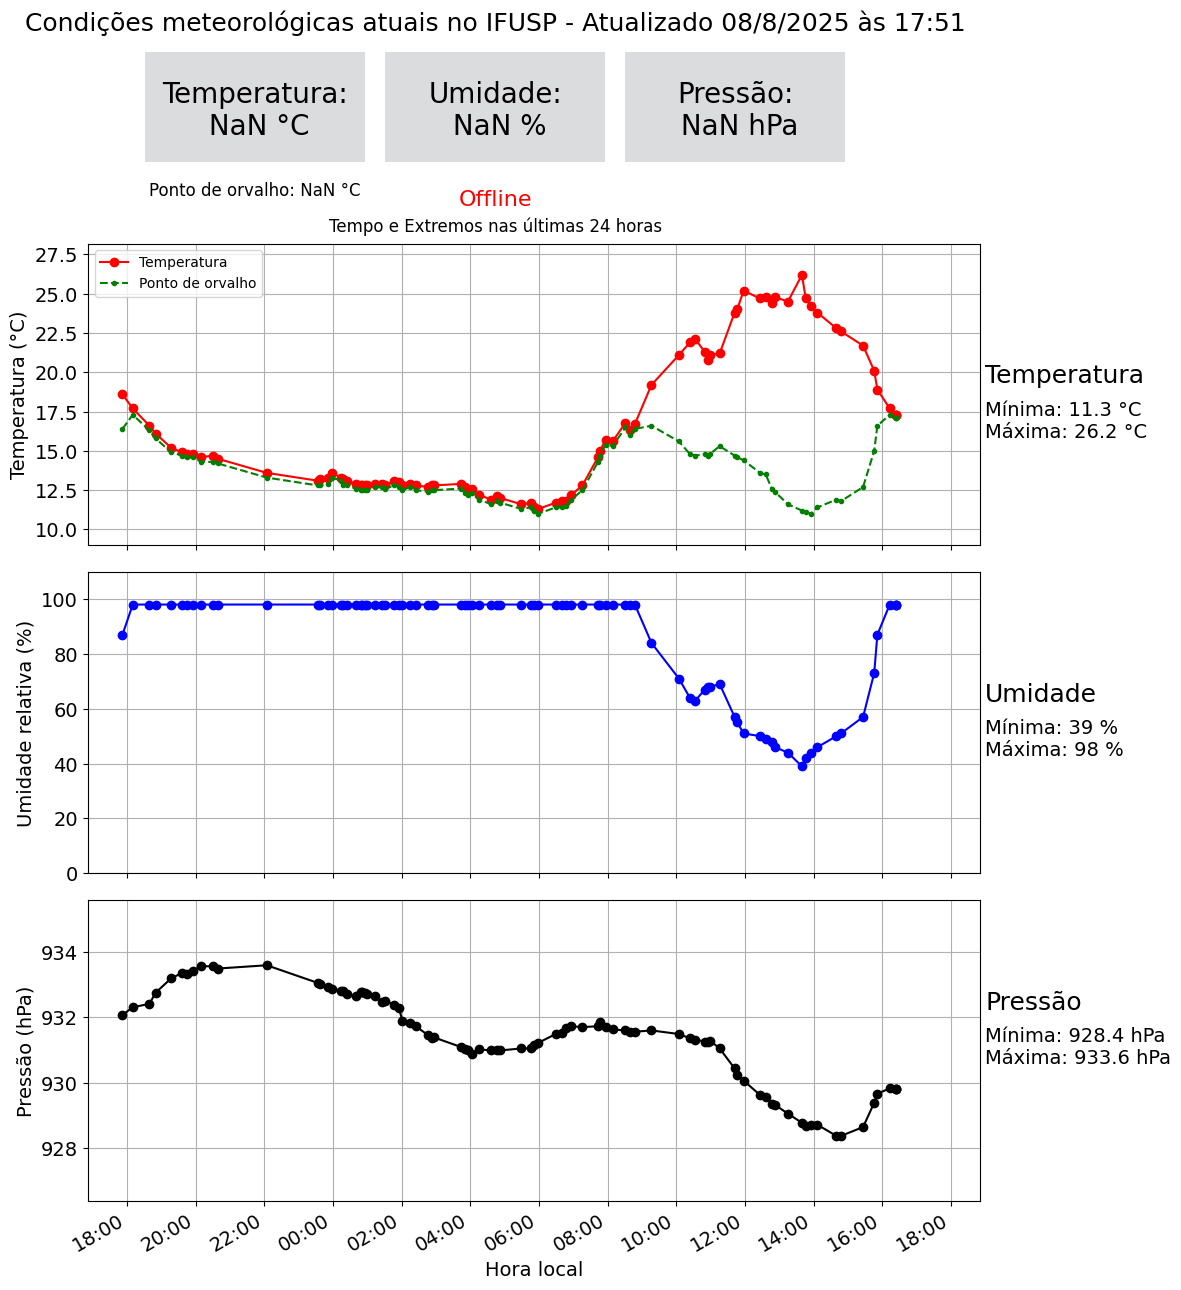 Condições meteorológicas atuais no IFUSP - Atualizado 08/8/2025 às 17:51
Temperatura:
NaN °C
Umidade:
NaN %
Pressão:
NaN hPa
Ponto de orvalho: NaN °C
Offline
Tempo e Extremos nas últimas 24 horas
Temperatura (°C)
27.5
25.0
22.5
20.0
17.5
15.0
12.5
10.0
Temperatura
Ponto de orvalho
Temperatura
Mínima: 11.3 °C
Máxima: 26.2 °C
Umidade relativa (%)
100
80
60
40
20
0
Umidade
Mínima: 39 %
Máxima: 98 %
Pressão (hPa)
934
932
930
928
Pressão
Mínima: 928.4 hPa
Máxima: 933.6 hPa
18:00 20:00 22:00 00:00 02:00 04:00 06:00 08:00 10:00 12:00 14:00 16:00 18:00
Hora local